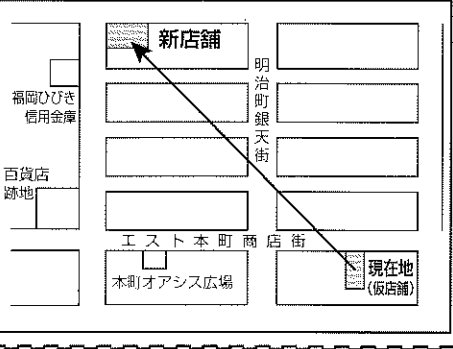 新店舗
明治町銀天街
福岡ひびき
信用金庫
百貨店
跡地
エスト本町商店街
本町オアシス広場
現在地
(仮店舗)